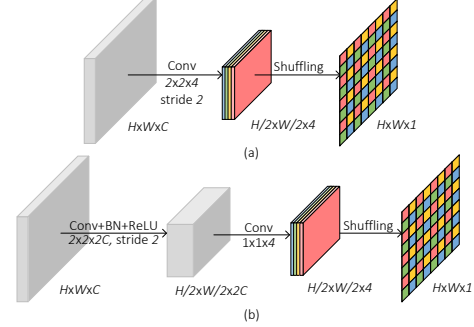 Conv
2x2x4
stride 2
Shuffling
HxWxC
H/2xW/2x4
HxWx1
(a)
Conv+BN+ReLU
2x2x2C, stride 2
Conv
1x1x4
Shuffling
HxWxC
H/2xW/2x2C
H/2xW/2x4
HxWx1
(b)